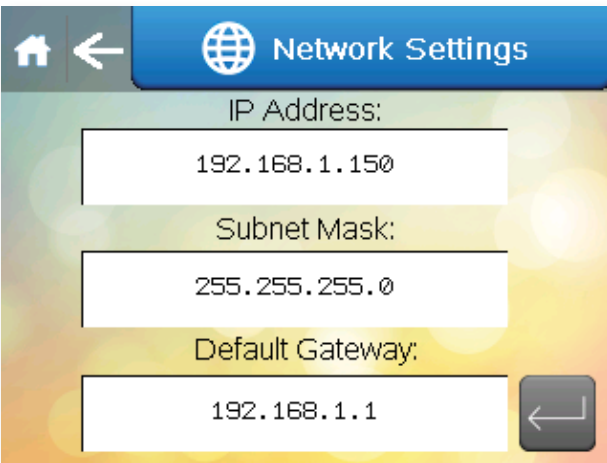 Network Settings
IP Address:
192.168.1.150
Subnet Mask:
255.255.255.0
Default Gateway:
192.168.1.1